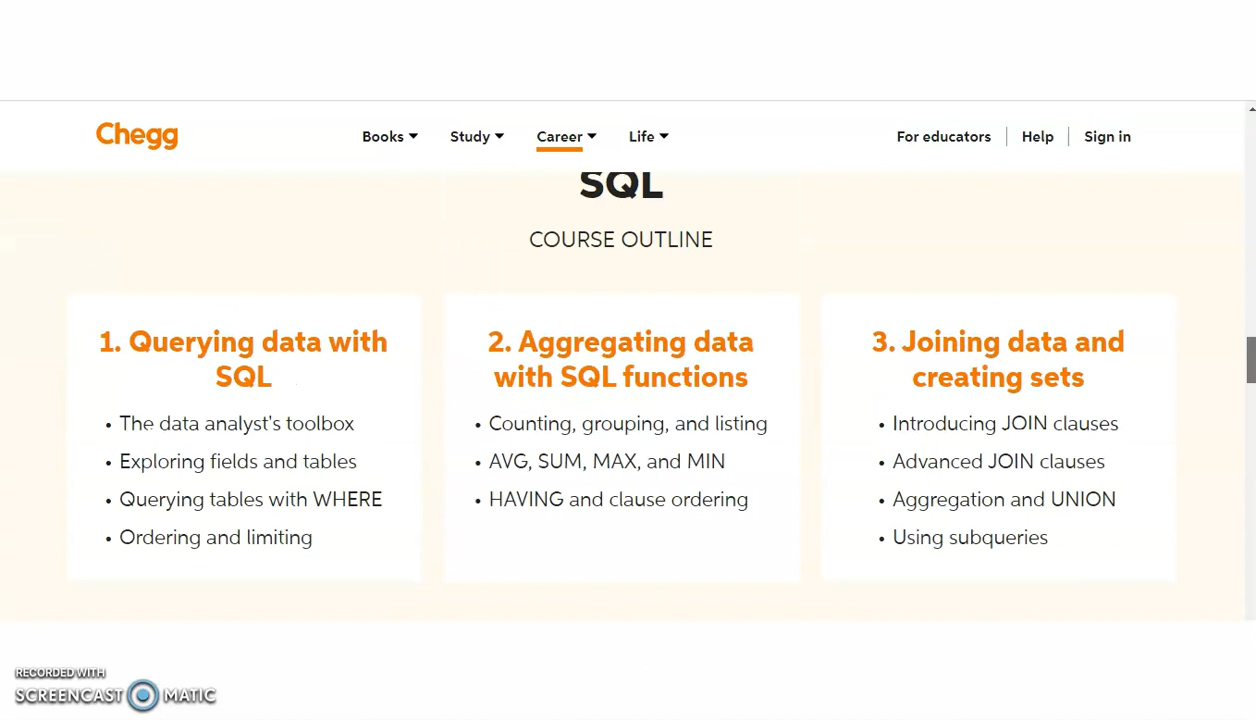 Chegg
Books Study Career Life For educators Help Sign in
SQL
COURSE OUTLINE
1. Querying data with
SQL
• The data analyst's toolbox
• Exploring fields and tables
• Querying tables with WHERE
• Ordering and limiting
2. Aggregating data
with SQL functions
• Counting, grouping, and listing
• AVG, SUM, MAX, and MIN
• HAVING and clause ordering
3. Joining data and
creating sets
• Introducing JOIN clauses
• Advanced JOIN clauses
• Aggregation and UNION
• Using subqueries
RECORDED WITH
SCREENCAST MATIC